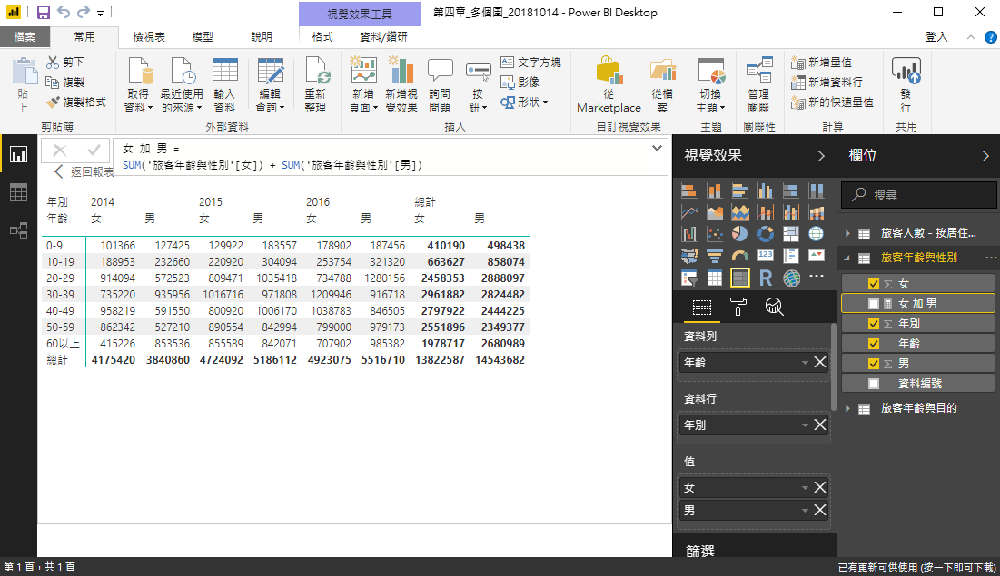 視覺效果工具
第四章_多個圖_20181014 - Power BI Desktop
檔案 常用 檢視表 模型 說明 格式 資料/鑽研 登入
貼上
剪下
複製
複製格式
取得資料
最近使用的來源
輸入資料
編輯查詢
重新整理
新增頁面
新增視覺效果
詢問問題
按鈕
文字方塊
影像
形狀
從 Marketplace
從檔案
切換主題
管理關聯
新增量值
新增資料行
新的快速量值
發行
剪貼簿 外部資料 插入 自訂視覺效果 主題 關聯性 計算 共用
女 加 男 =
SUM('旅客年齡與性別'[女]) + SUM('旅客年齡與性別'[男])
返回報表
年別 2014 2015 2016 總計
年齡 女 男 女 男 女 男 女 男
0-9 101366 127425 129922 183557 178902 187456 410190 498438
10-19 188953 232660 220920 304094 253754 321320 663627 858074
20-29 914094 572523 809471 1035418 734788 1280156 2458353 2888097
30-39 735220 935956 1016716 971808 1209946 916718 2961882 2824482
40-49 958219 591550 800920 1006170 1038783 846505 2797922 2444225
50-59 862342 527210 890554 842994 799000 979173 2551896 2349377
60以上 415226 853536 855589 842071 707902 985382 1978717 2680989
總計 4175420 3840860 4724092 5186112 4923075 5516710 13822587 14543682
視覺效果
123
R
資料列
年齡
資料行
年別
值
女
男
篩選
欄位
搜尋
旅客人數 - 按居住...
旅客年齡與性別
女
女 加 男
年別
年齡
男
資料編號
旅客年齡與目的
第 1 頁，共 1 頁
已有更新可供使用 (按一下即可下載)